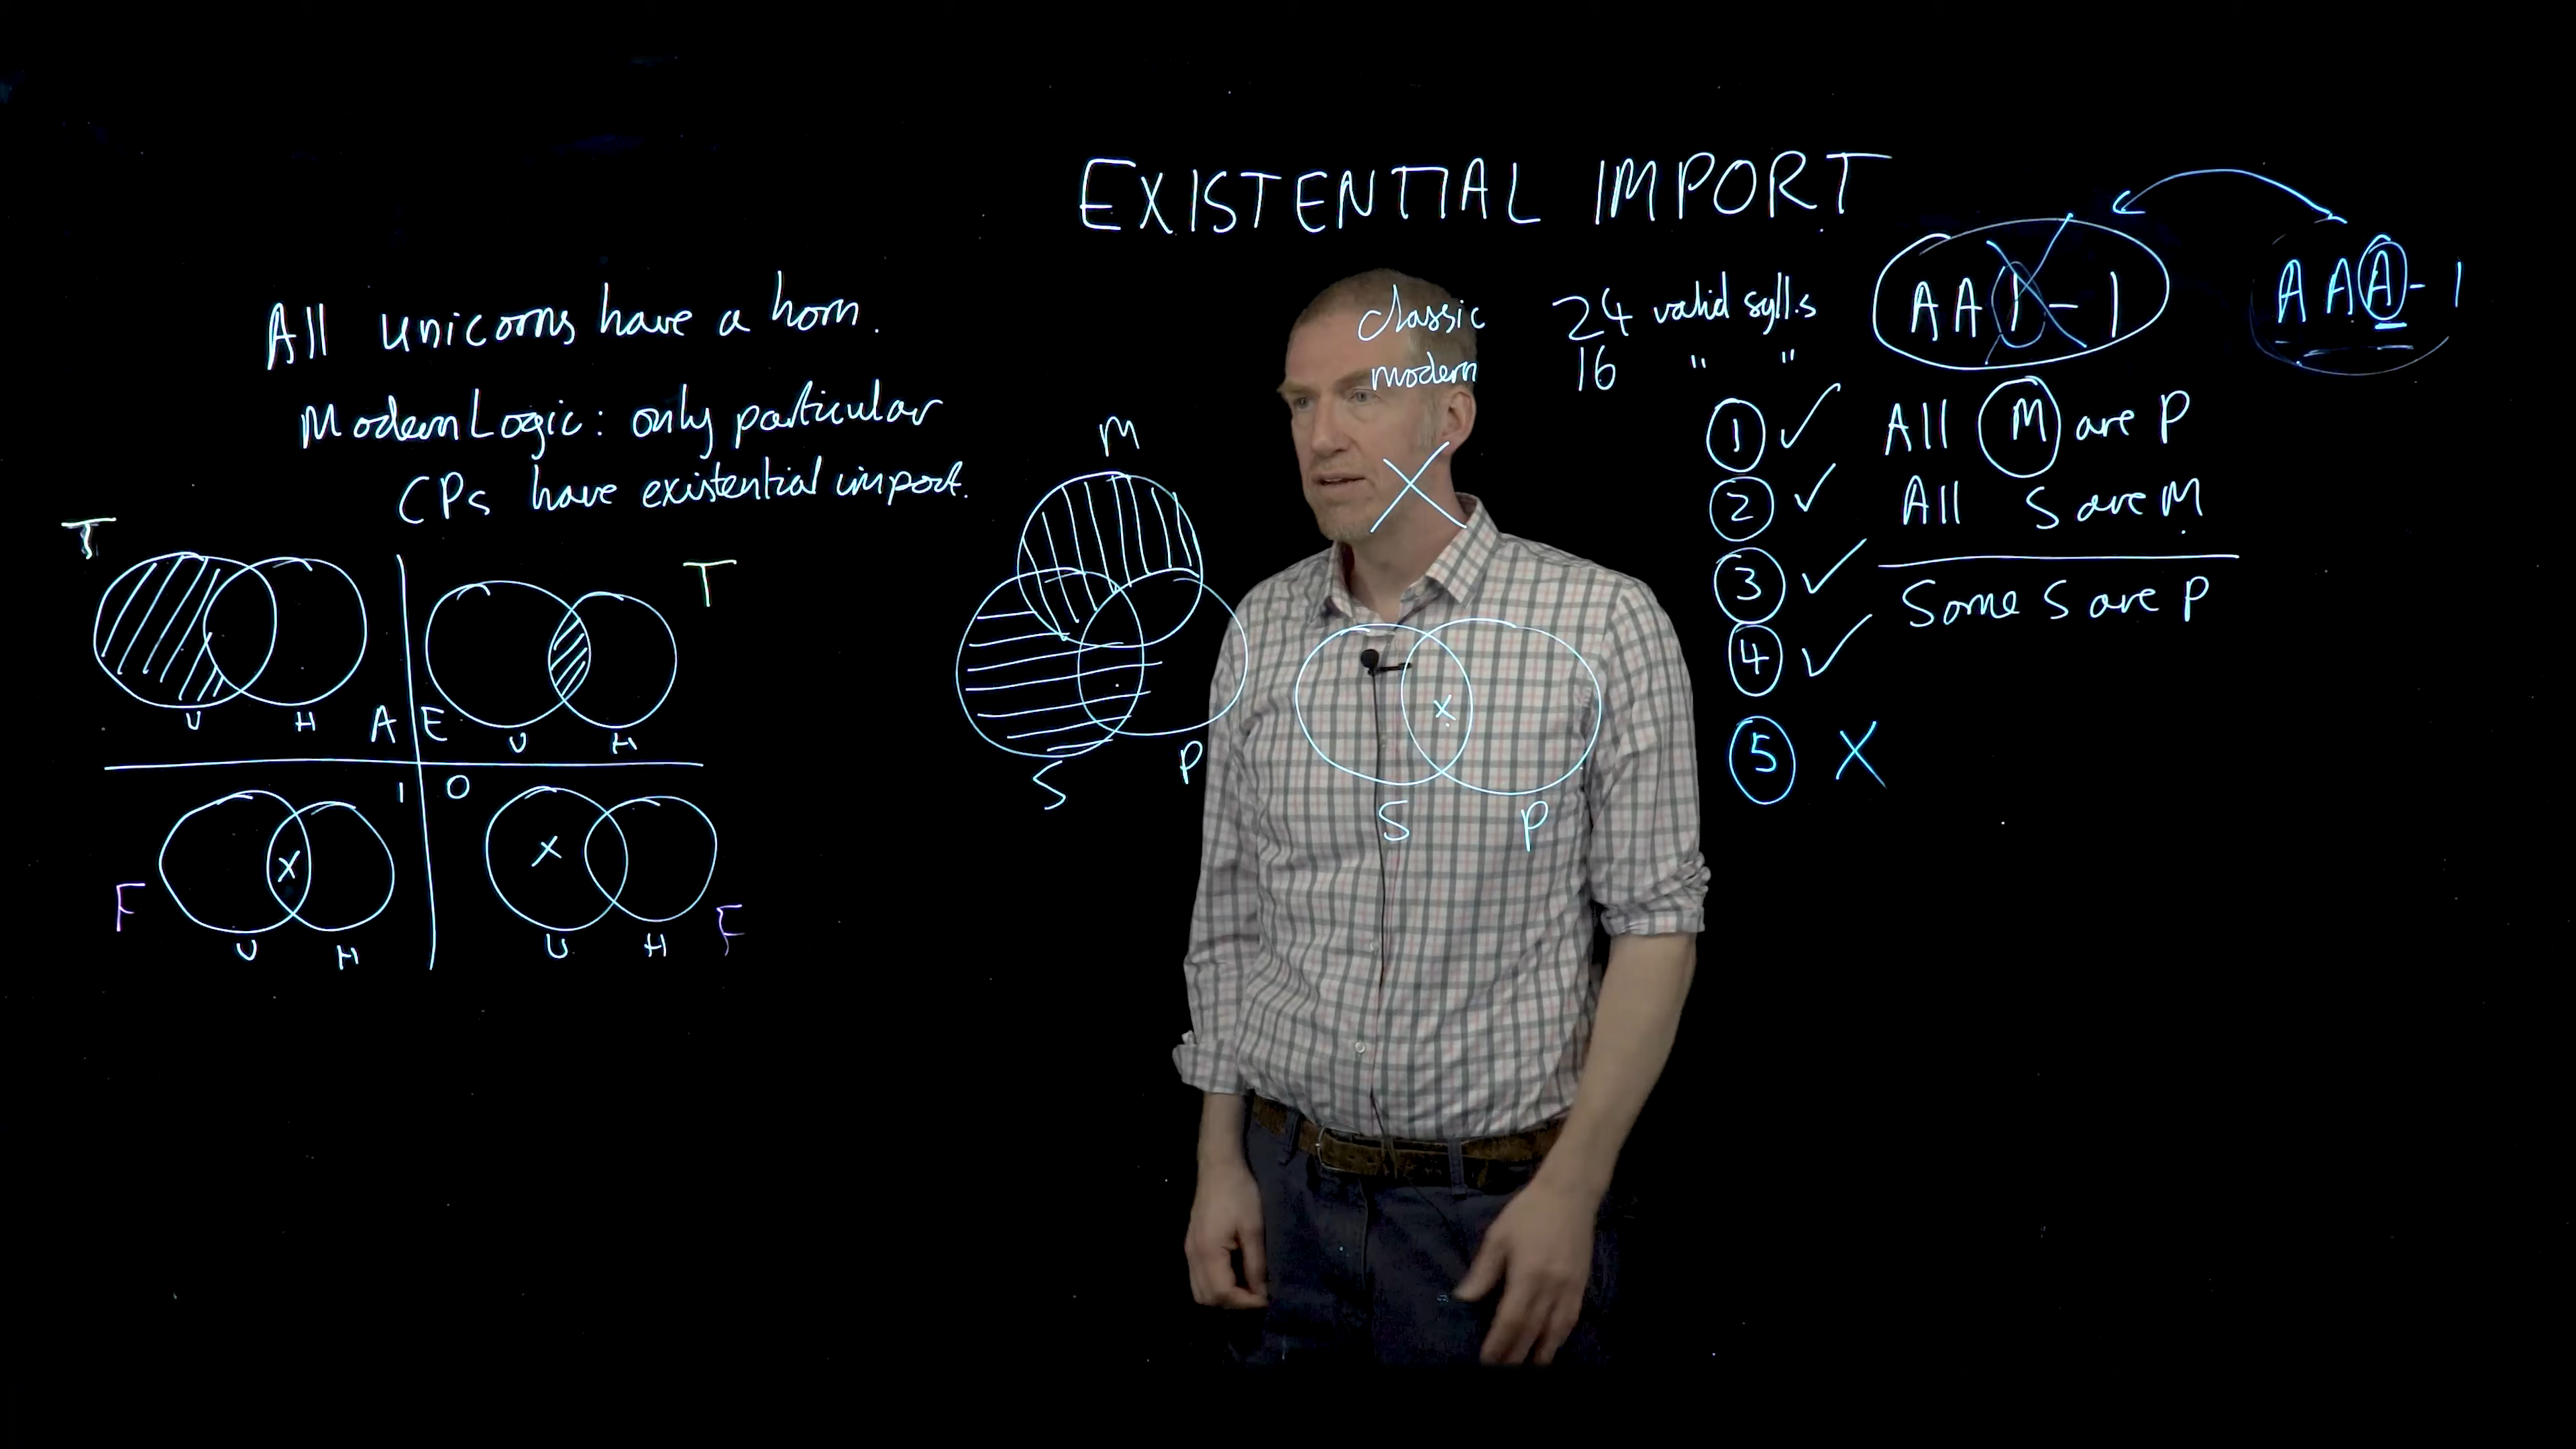 EXISTENTIAL IMPORT
All unicorns have a horn.
Modern Logic: only particular
CPs have existential import.
T
U H A
E U H
T
I
F
U H
O
U H
F
M
S P
classic 24 valid sylls
modern 16 " "
X
X
S P
AAI-1
AAA-1
1 ✓ All M are P
2 ✓ All S are M
3 ✓
Some S are P
4 ✓
5 X